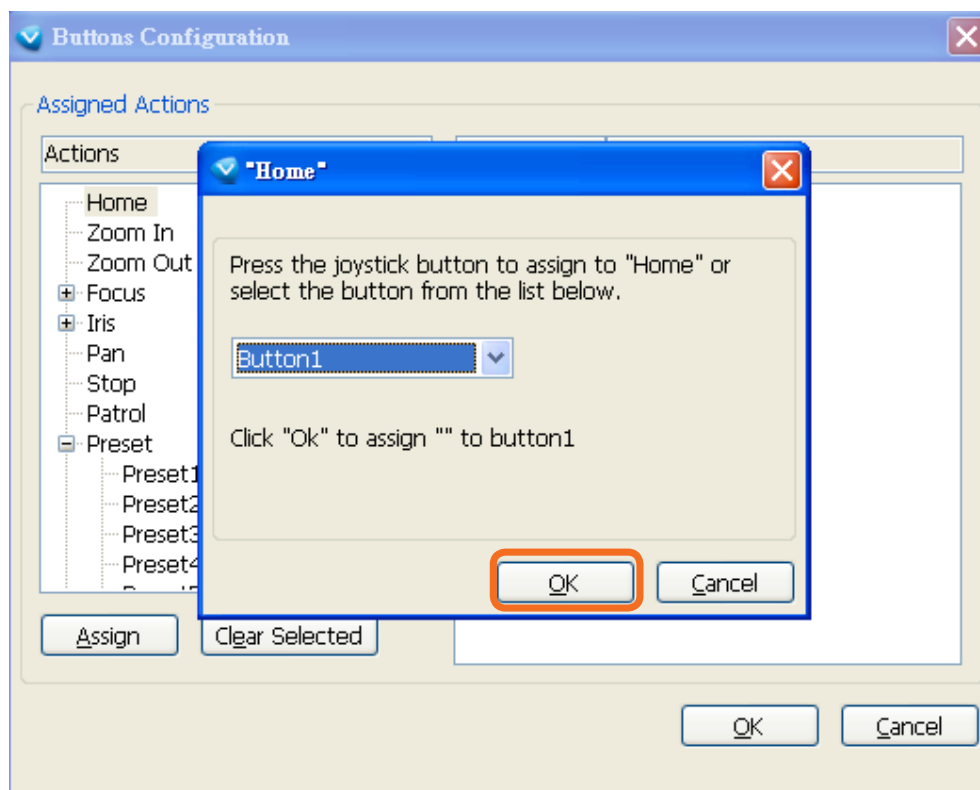 Buttons Configuration
Assigned Actions
Actions
Home
Zoom In
Zoom Out
Focus
Iris
Pan
Stop
Patrol
Preset
Preset1
Preset2
Preset3
Preset4
"Home"
Press the joystick button to assign to "Home" or
select the button from the list below.
Button1
Click "Ok" to assign "" to button1
OK
Cancel
Assign
Clear Selected
OK
Cancel